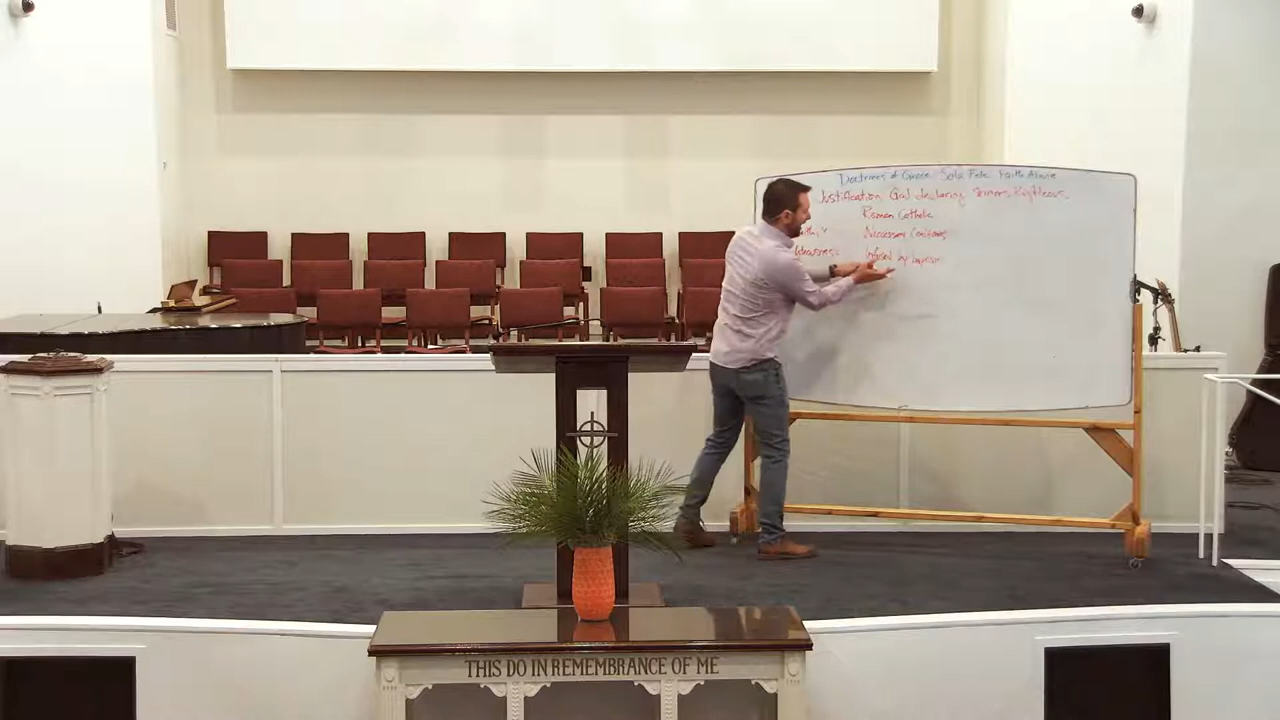 Doctrines of Grace Sola Fide Faith Alone
Justification God declaring sinners Righteous.
Roman Catholic
Necessary
Infused by baptism
THIS DO IN REMEMBRANCE OF ME